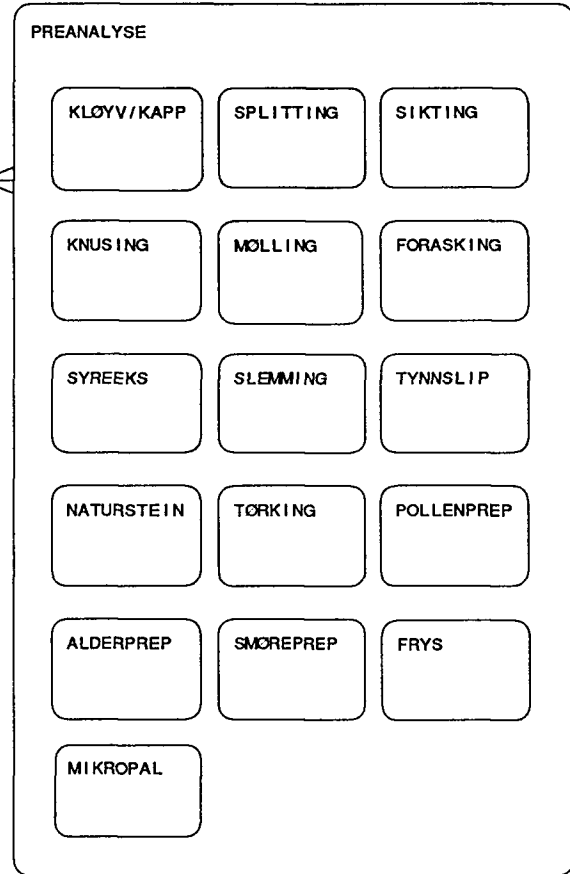 PREANALYSE
KLØYV/KAPP SPLITTING SIKTING
KNUSING MØLLING FORASKING
SYREEKS SLEMMING TYNNSLIP
NATURSTEIN TØRKING POLLENPREP
ALDERPREP SMØREPREP FRYS
MIKROPAL